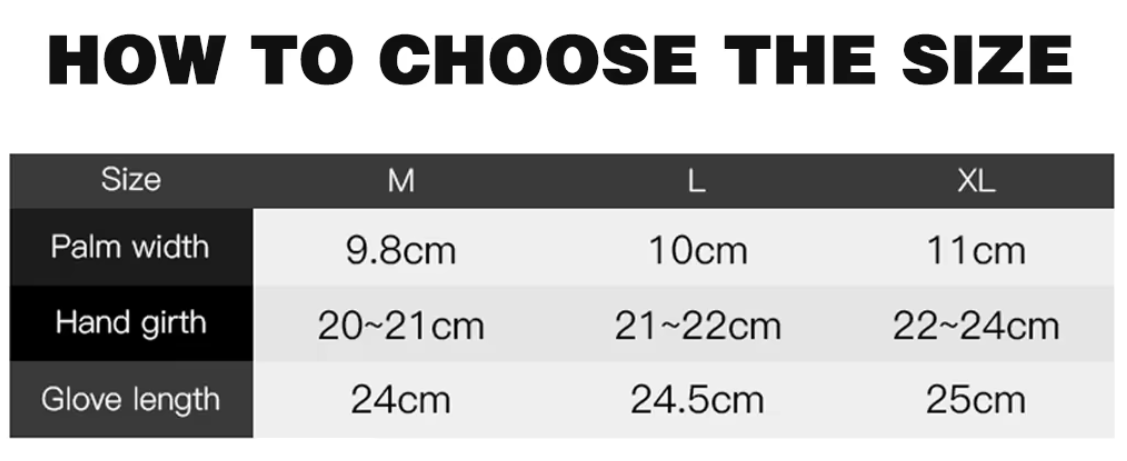 HOW TO CHOOSE THE SIZE
Size M L XL
Palm width 9.8cm 10cm 11cm
Hand girth 20~21cm 21~22cm 22~24cm
Glove length 24cm 24.5cm 25cm